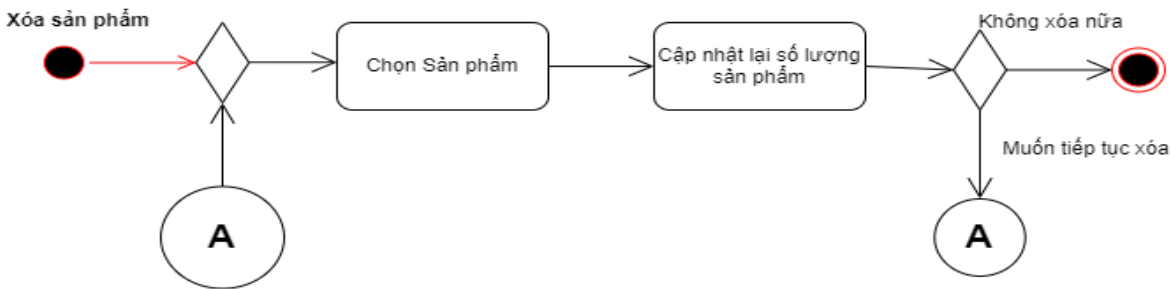 Xóa sản phẩm
Không xóa nữa
Chọn Sản phẩm
Cập nhật lại số lượng
sản phẩm
Muốn tiếp tục xóa
A
A